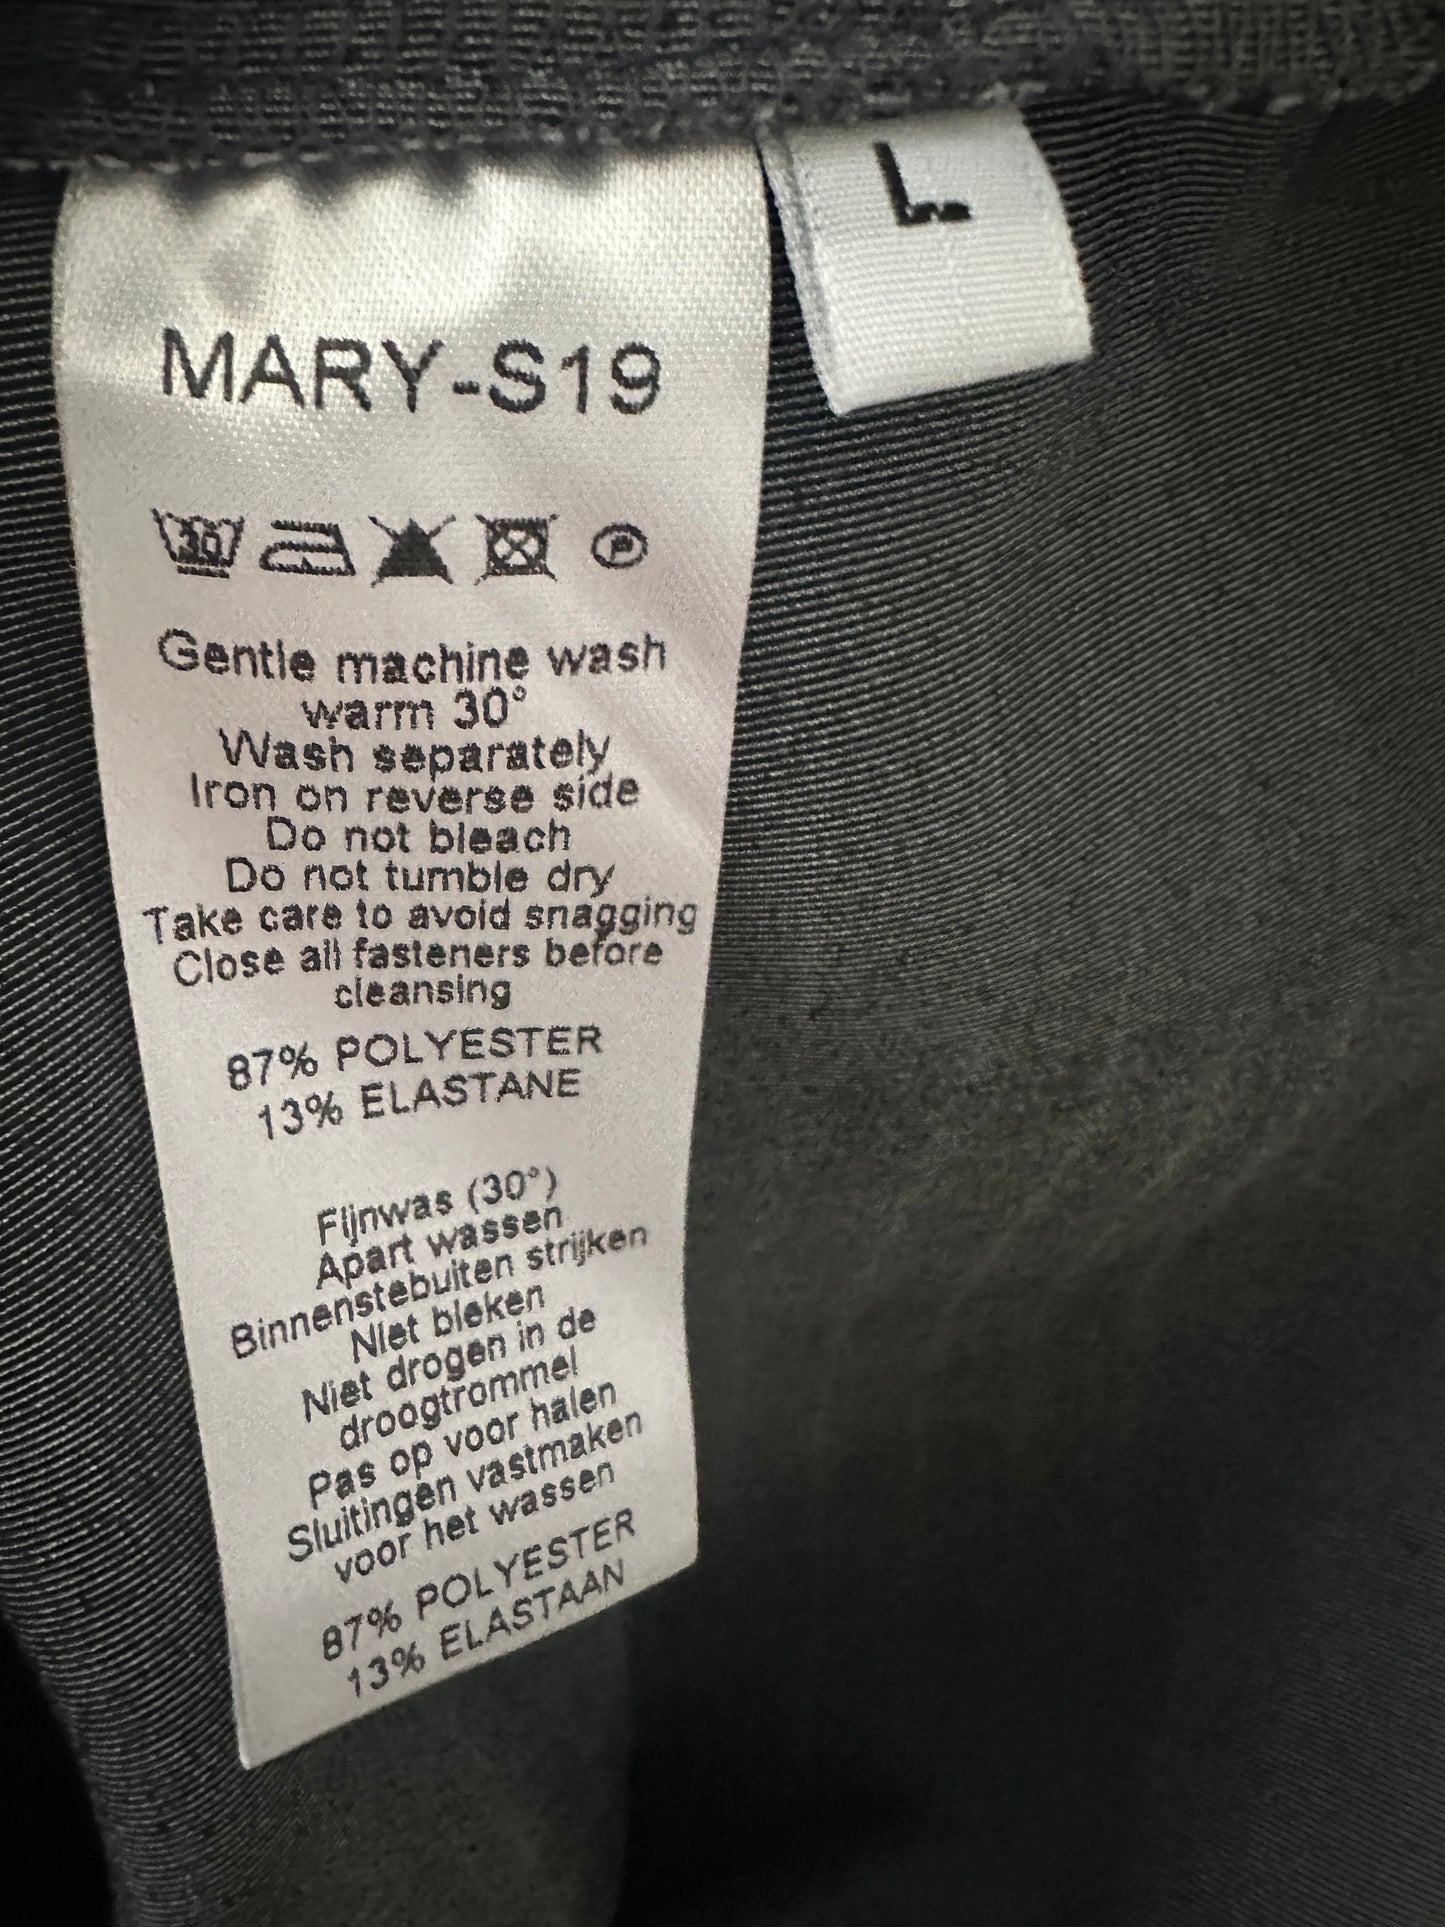 L
MARY-S19
30 P
Gentle machine wash
warm 30°
Wash separately
Iron on reverse side
Do not bleach
Do not tumble dry
Take care to avoid snagging
Close all fasteners before
cleansing
87% POLYESTER
13% ELASTANE
Fijnwas (30°)
Apart wassen
Binnenstebuiten strijken
Niet bleken
Niet drogen in de
droogtrommel
Pas op voor halen
Sluitingen vastmaken
voor het wassen
87% POLYESTER
13% ELASTAAN